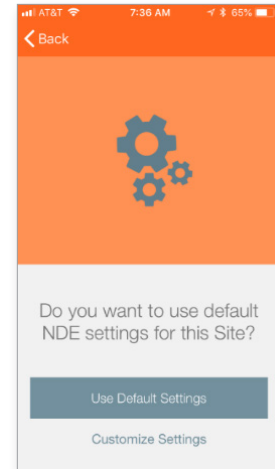 AT&T 7:36 AM 65%
Back
Do you want to use default
NDE settings for this Site?
Use Default Settings
Customize Settings